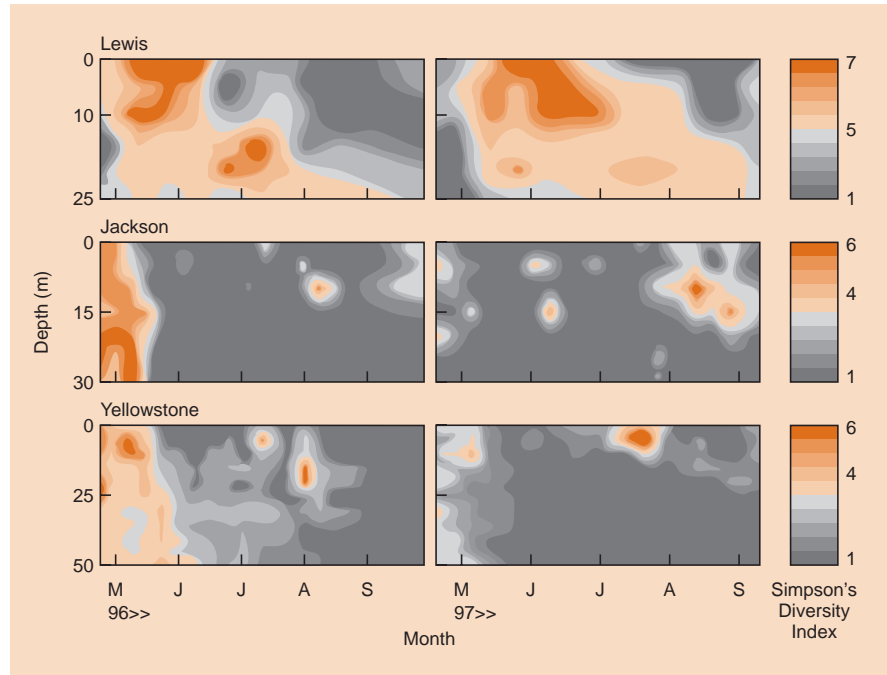 Lewis
0
10
25
7
5
1
Jackson
0
15
30
6
4
1
Depth (m)
Yellowstone
0
25
50
6
4
1
M J J A S
M J J A S
96>>
97>>
Month
Simpson's
Diversity
Index